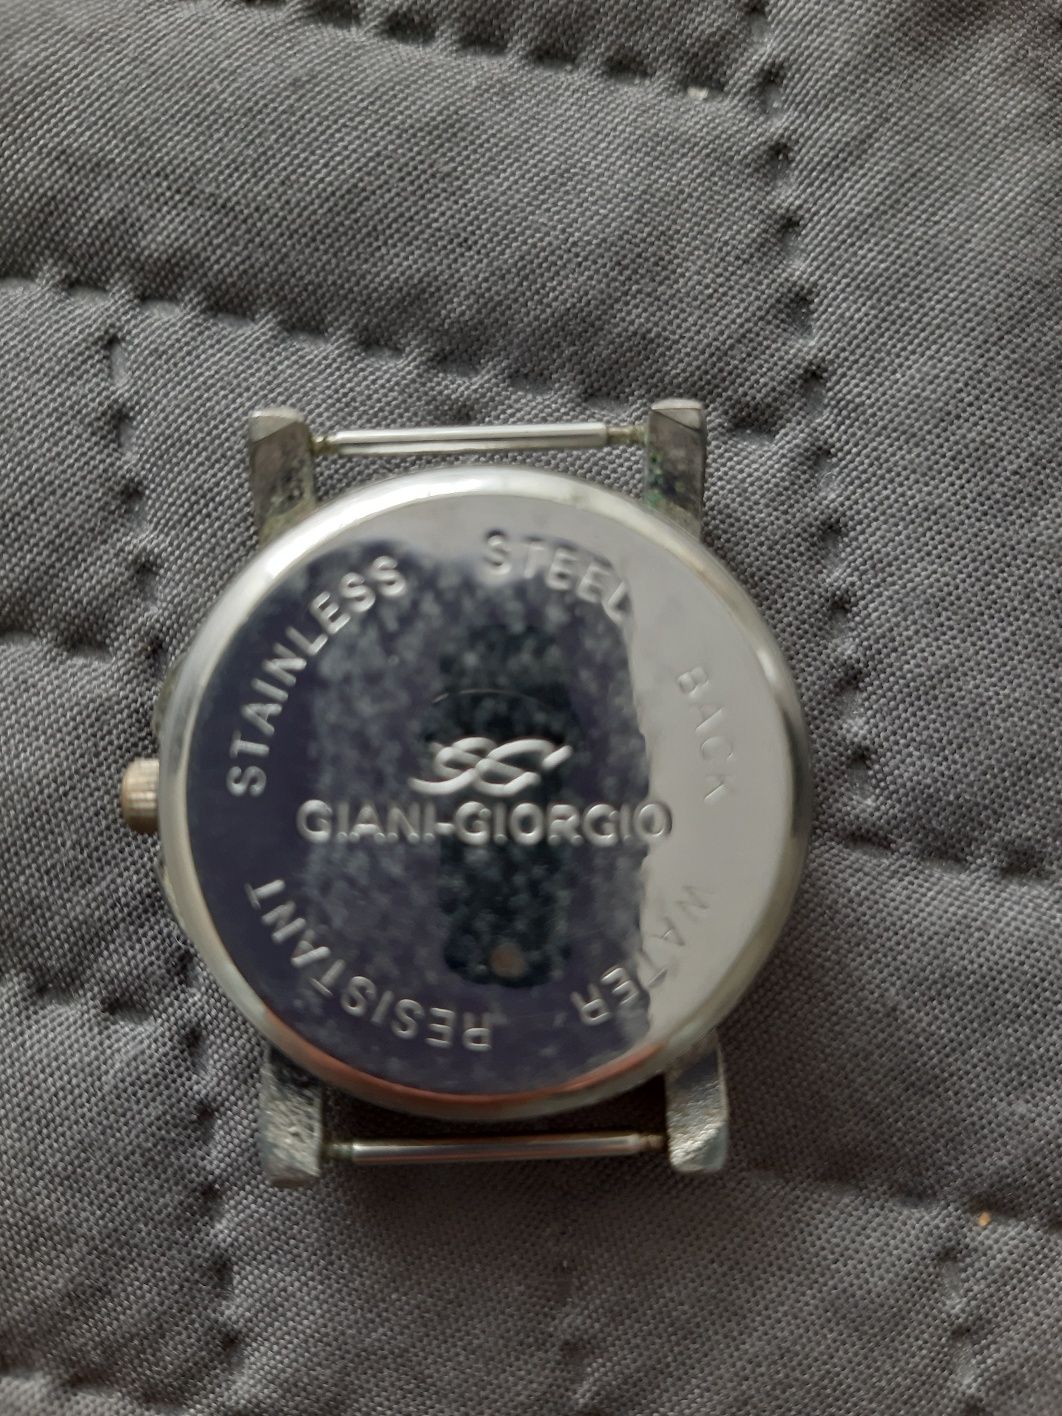 STAINLESS STEEL BACK
GIANI-GIORGIO
WATER RESISTANT